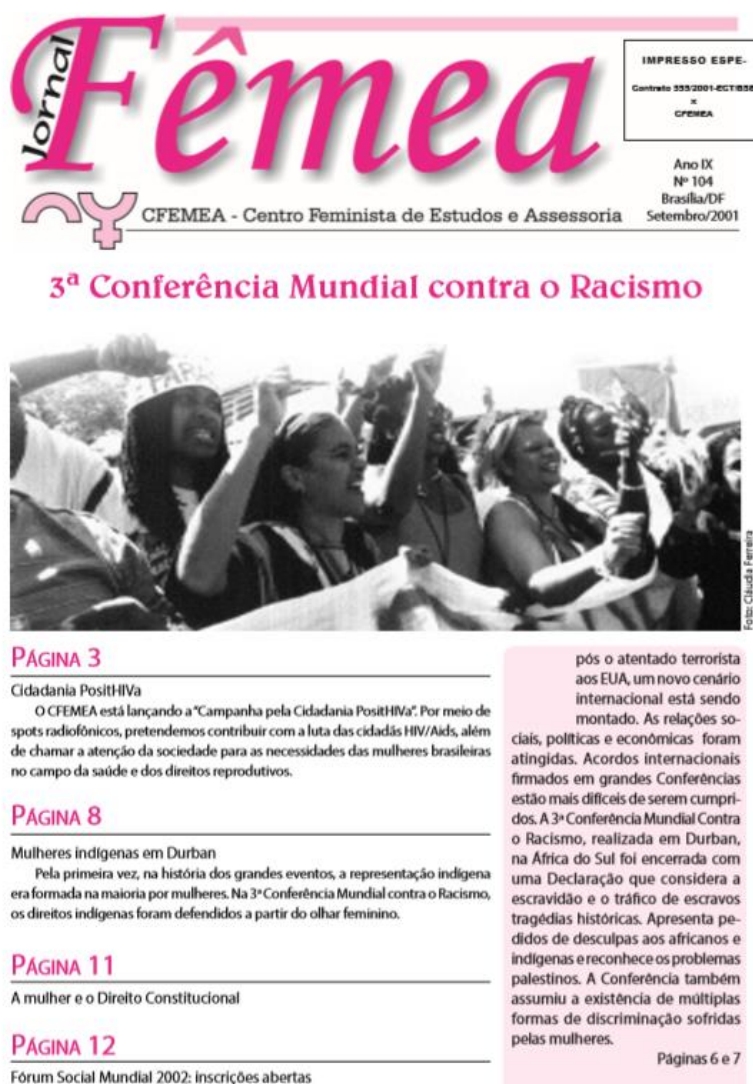 Jornal
Fêmea
IMPRESSO ESPE-
Contrato 555/2001-ECT/BSB
x
CFEMEA
Ano IX
Nº 104
Brasília/DF
Setembro/2001
CFEMEA - Centro Feminista de Estudos e Assessoria
3ª Conferência Mundial contra o Racismo
Foto: Cláudia Ferreira
PÁGINA 3
Cidadania PositHIVa
O CFEMEA está lançando a "Campanha pela Cidadania PositHIVa". Por meio de
spots radiofônicos, pretendemos contribuir com a luta das cidadãs HIV/Aids, além
de chamar a atenção da sociedade para as necessidades das mulheres brasileiras
no campo da saúde e dos direitos reprodutivos.
PÁGINA 8
Mulheres indígenas em Durban
Pela primeira vez, na história dos grandes eventos, a representação indígena
era formada na maioria por mulheres. Na 3ª Conferência Mundial contra o Racismo,
os direitos indígenas foram defendidos a partir do olhar feminino.
PÁGINA 11
A mulher e o Direito Constitucional
PÁGINA 12
Fórum Social Mundial 2002: inscrições abertas
pós o atentado terrorista
aos EUA, um novo cenário
internacional está sendo
montado. As relações so-
ciais, políticas e econômicas foram
atingidas. Acordos internacionais
firmados em grandes Conferências
estão mais difíceis de serem cumpri-
dos. A 3ª Conferência Mundial Contra
o Racismo, realizada em Durban,
na África do Sul foi encerrada com
uma Declaração que considera a
escravidão e o tráfico de escravos
tragédias históricas. Apresenta pe-
didos de desculpas aos africanos e
indígenas e reconhece os problemas
palestinos. A Conferência também
assumiu a existência de múltiplas
formas de discriminação sofridas
pelas mulheres.
Páginas 6 e 7